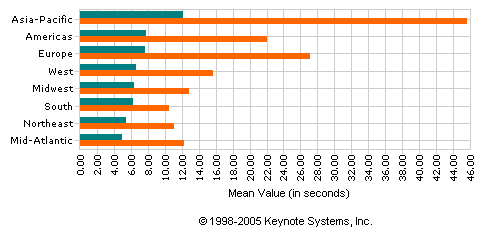 Asia-Pacific
Americas
Europe
West
Midwest
South
Northeast
Mid-Atlantic
0.00 2.00 4.00 6.00 8.00 10.00 12.00 14.00 16.00 18.00 20.00 22.00 24.00 26.00 28.00 30.00 32.00 34.00 36.00 38.00 40.00 42.00 44.00 46.00
Mean Value (in seconds)
© 1998-2005 Keynote Systems, Inc.